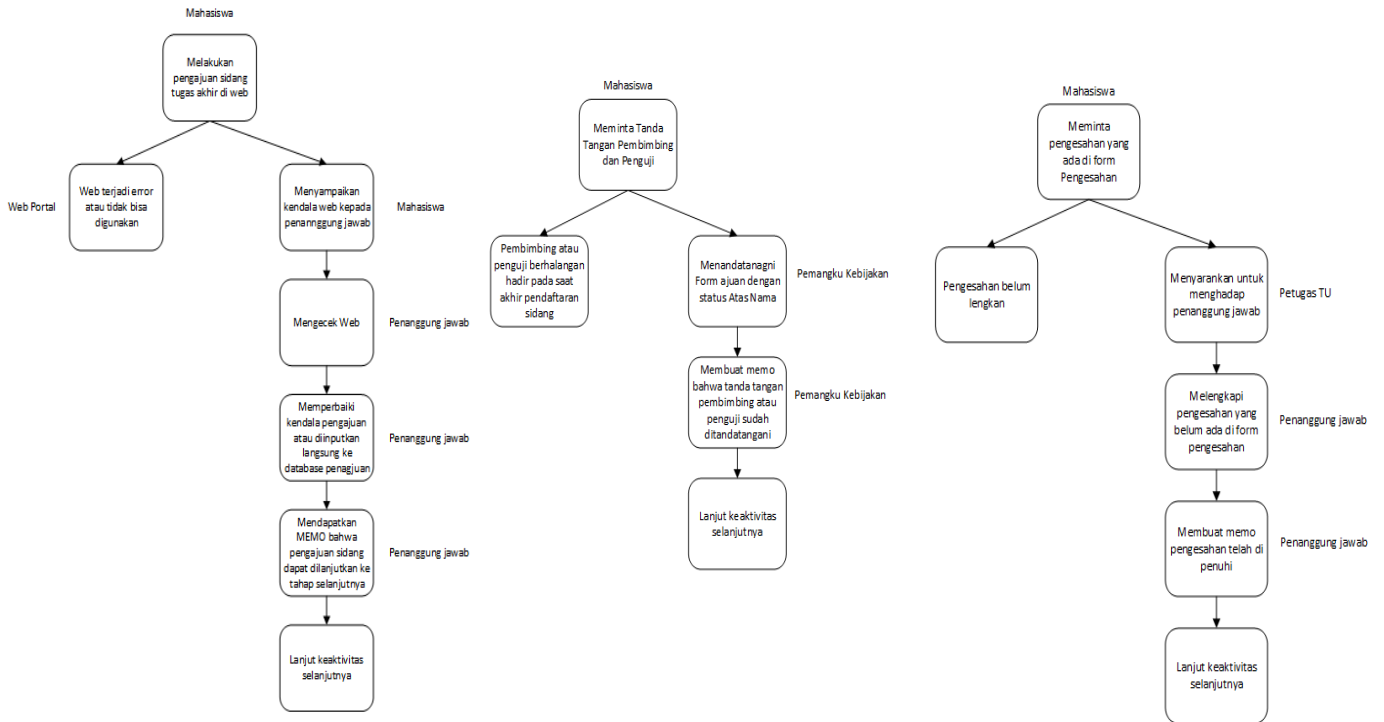 Mahasiswa
Melakukan
pengajuan sidang
tugas akhir di web
Web Portal
Web terjadi error
atau tidak bisa
digunakan
Menyampaikan
kendala web kepada
penannggung jawab
Mahasiswa
Mengecek Web
Penanggung jawab
Memperbaiki
kendala pengajuan
atau diinputkan
langsung ke
database penagjuan
Penanggung jawab
Mendapatkan
MEMO bahwa
pengajuan sidang
dapat dilanjutkan ke
tahap selanjutnya
Penanggung jawab
Lanjut keaktivitas
selanjutnya
Mahasiswa
Meminta Tanda
Tangan Pembimbing
dan Penguji
Pembimbing atau
penguji berhalangan
hadir pada saat
akhir pendaftaran
sidang
Menandatanagni
Form ajuan dengan
status Atas Nama
Pemangku Kebijakan
Membuat memo
bahwa tanda tangan
pembimbing atau
penguji sudah
ditandatangani
Pemangku Kebijakan
Lanjut keaktivitas
selanjutnya
Mahasiswa
Meminta
pengesahan yang
ada di form
Pengesahan
Pengesahan belum
lengkan
Menyarankan untuk
menghadap
penanggung jawab
Petugas TU
Melengkapi
pengesahan yang
belum ada di form
pengesahan
Penanggung jawab
Membuat memo
pengesahan telah di
penuhi
Penanggung jawab
Lanjut keaktivitas
selanjutnya